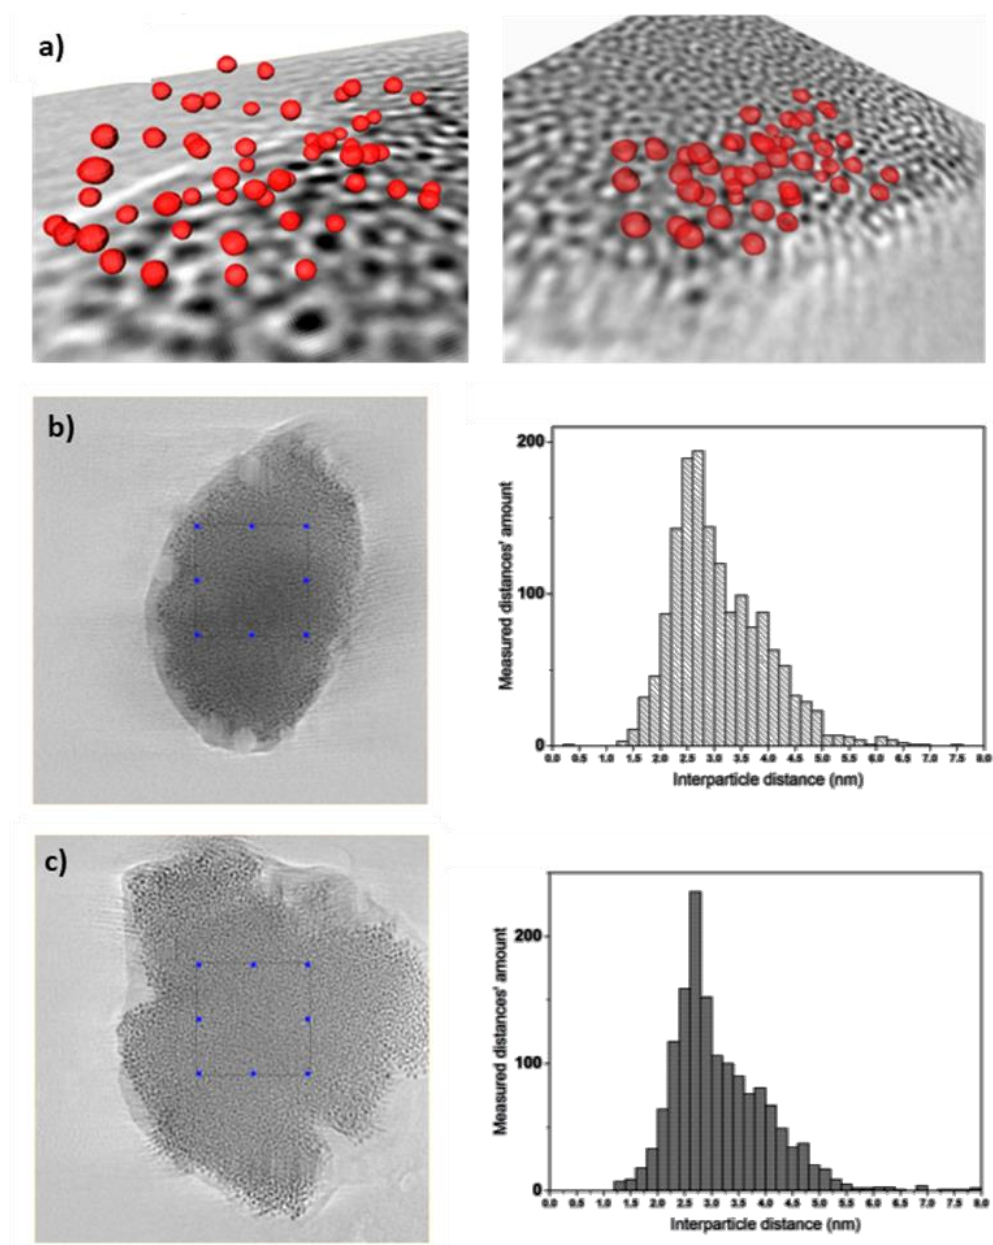 a)
b)
200
100
0
Measured distances' amount
0.0 0.5 1.0 1.5 2.0 2.5 3.0 3.5 4.0 4.5 5.0 5.5 6.0 6.5 7.0 7.5 8.0
Interparticle distance (nm)
c)
200
100
0
Measured distances' amount
0.0 0.5 1.0 1.5 2.0 2.5 3.0 3.5 4.0 4.5 5.0 5.5 6.0 6.5 7.0 7.5 8.0
Interparticle distance (nm)